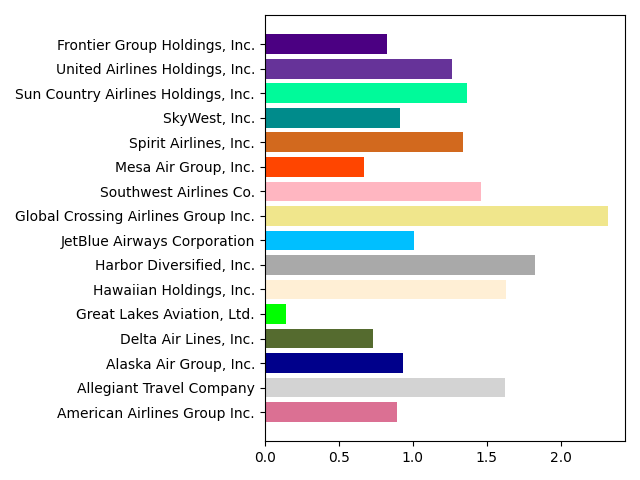 Frontier Group Holdings, Inc.
United Airlines Holdings, Inc.
Sun Country Airlines Holdings, Inc.
SkyWest, Inc.
Spirit Airlines, Inc.
Mesa Air Group, Inc.
Southwest Airlines Co.
Global Crossing Airlines Group Inc.
JetBlue Airways Corporation
Harbor Diversified, Inc.
Hawaiian Holdings, Inc.
Great Lakes Aviation, Ltd.
Delta Air Lines, Inc.
Alaska Air Group, Inc.
Allegiant Travel Company
American Airlines Group Inc.
0.0 0.5 1.0 1.5 2.0